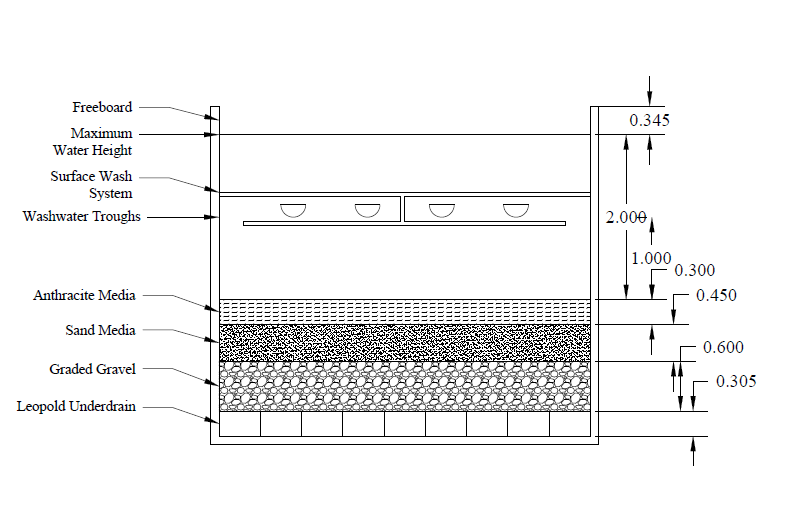 Freeboard
Maximum
Water Height
Surface Wash
System
Washwater Troughs
Anthracite Media
Sand Media
Graded Gravel
Leopold Underdrain
0.345
2.000
1.000
0.300
0.450
0.600
0.305